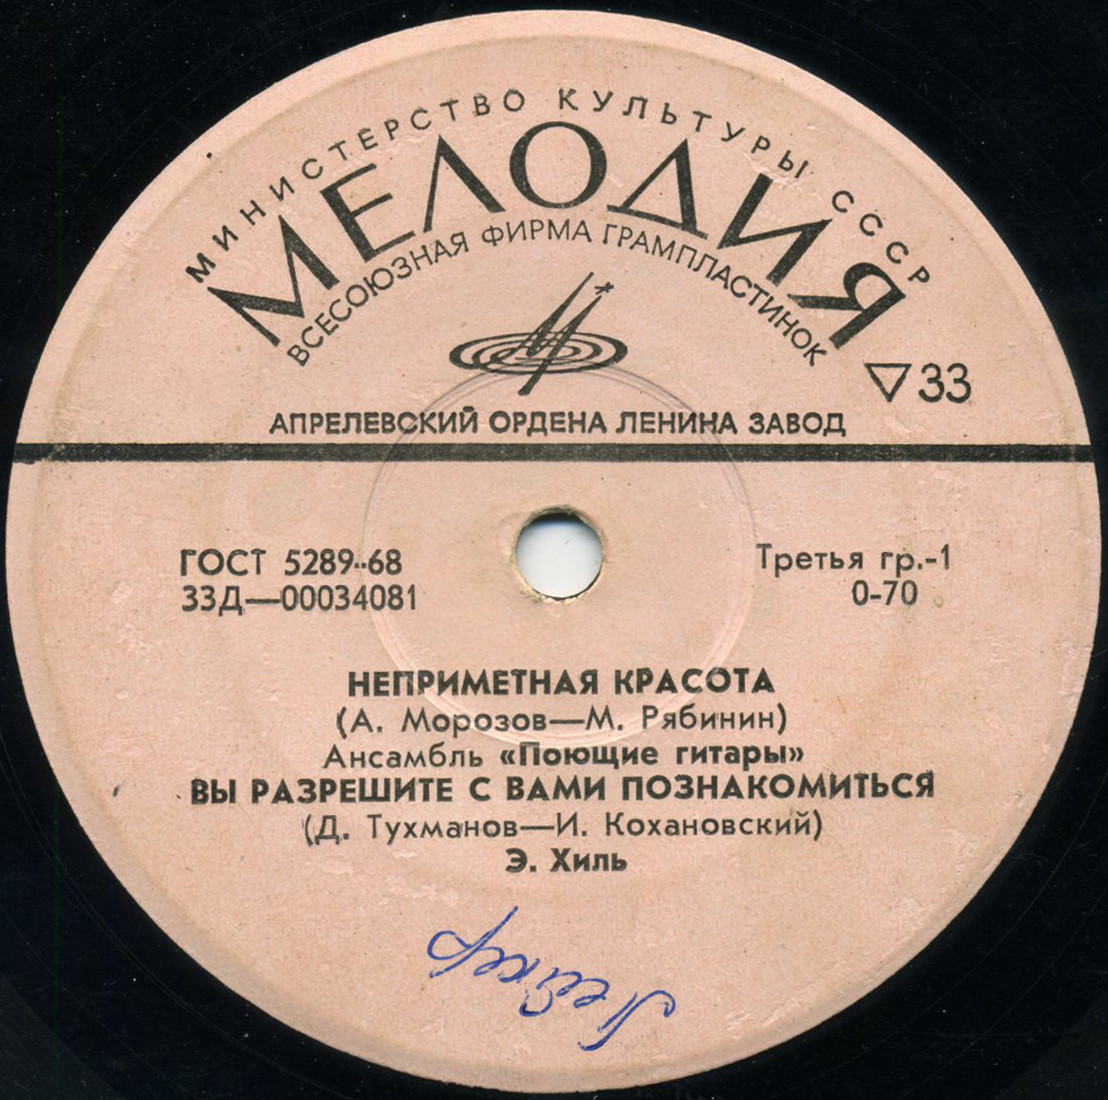 МИНИСТЕРСТВО КУЛЬТУРЫ СССР
МЕЛОДИЯ
ВСЕСОЮЗНАЯ ФИРМА ГРАМПЛАСТИНОК
33
АПРЕЛЕВСКИЙ ОРДЕНА ЛЕНИНА ЗАВОД
ГОСТ 5289-68
33Д—00034081
Третья гр.-1
0-70
НЕПРИМЕТНАЯ КРАСОТА
(А. Морозов—М. Рябинин)
Ансамбль «Поющие гитары»
ВЫ РАЗРЕШИТЕ С ВАМИ ПОЗНАКОМИТЬСЯ
(Д. Тухманов—И. Кохановский)
Э. Хиль